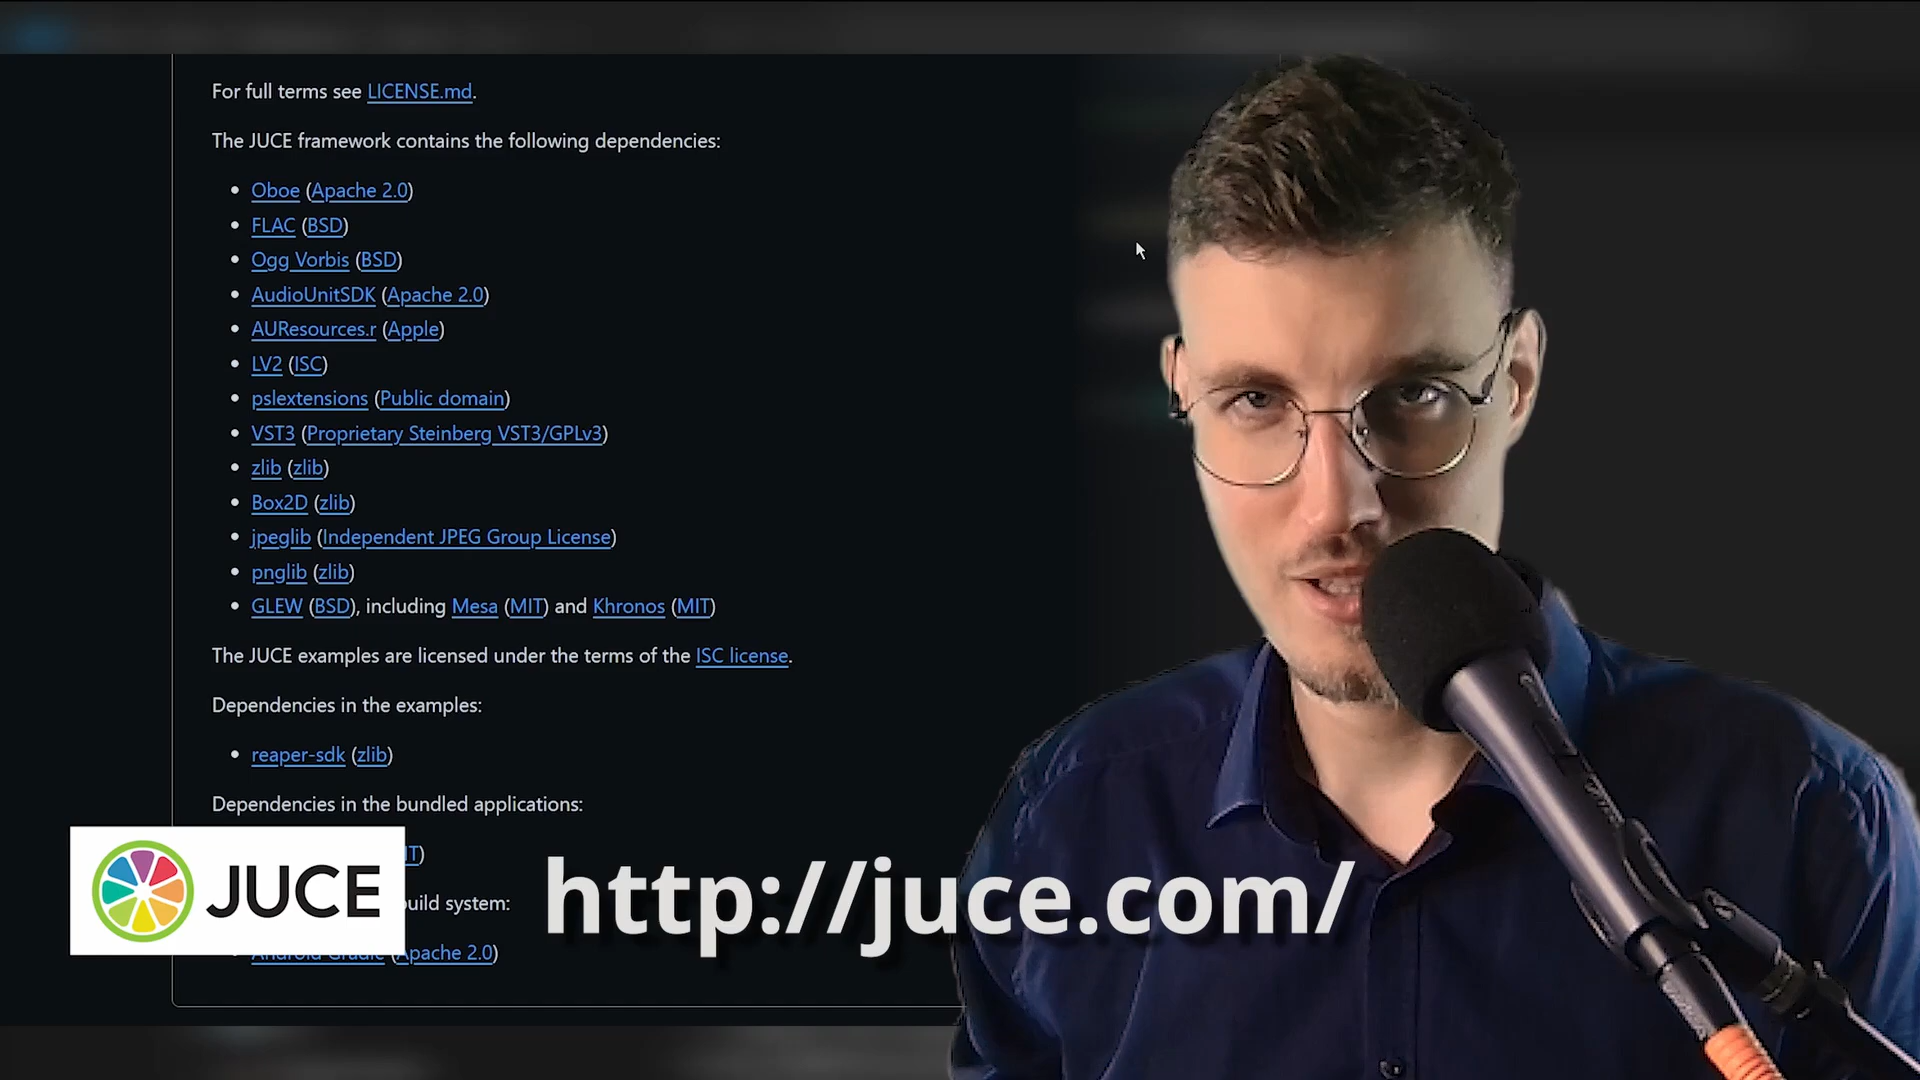 For full terms see LICENSE.md.
The JUCE framework contains the following dependencies:
Oboe (Apache 2.0)
FLAC (BSD)
Ogg Vorbis (BSD)
AudioUnitSDK (Apache 2.0)
AUResources.r (Apple)
LV2 (ISC)
pslextensions (Public domain)
VST3 (Proprietary Steinberg VST3/GPLv3)
zlib (zlib)
Box2D (zlib)
jpeglib (Independent JPEG Group License)
pnglib (zlib)
GLEW (BSD), including Mesa (MIT) and Khronos (MIT)
The JUCE examples are licensed under the terms of the ISC license.
Dependencies in the examples:
reaper-sdk (zlib)
Dependencies in the bundled applications:
JUCE
http://juce.com/
system:
Android Gradle (Apache 2.0)